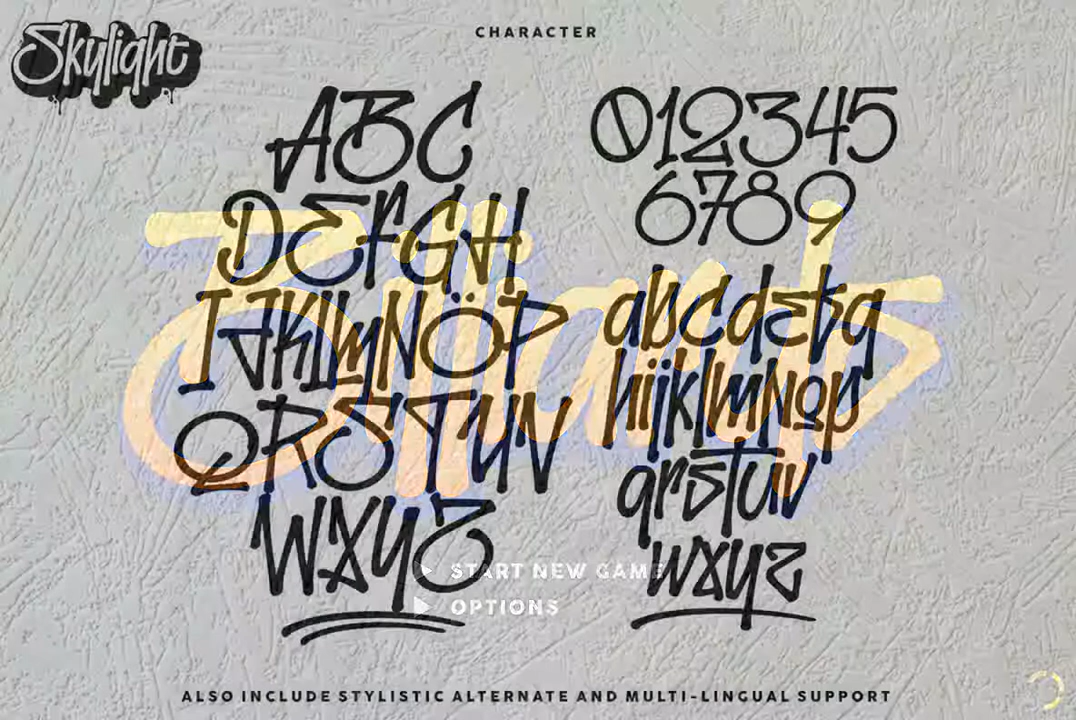 Skylight
CHARACTER
ABC
DEFGH
IJKLMNÖP
QRSTUV
WXYZ
012345
6789
abcdefg
hijklmnop
qrstuv
wxyz
START NEW GAME
OPTIONS
ALSO INCLUDE STYLISTIC ALTERNATE AND MULTI-LINGUAL SUPPORT